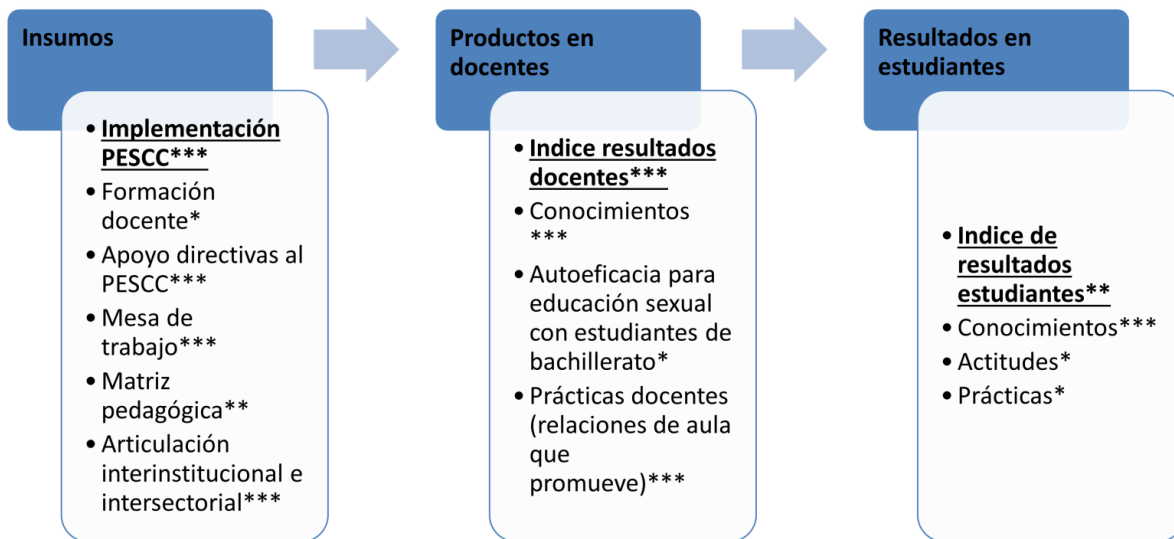 Insumos
• Implementación
PESCC***
• Formación
docente*
• Apoyo directivas al
PESCC***
• Mesa de
trabajo***
• Matriz
pedagógica**
• Articulación
interinstitucional e
intersectorial***
Productos en
docentes
• Indice resultados
docentes***
• Conocimientos
***
• Autoeficacia para
educación sexual
con estudiantes de
bachillerato*
• Prácticas docentes
(relaciones de aula
que
promueve)***
Resultados en
estudiantes
• Indice de
resultados
estudiantes**
• Conocimientos***
• Actitudes*
• Prácticas*